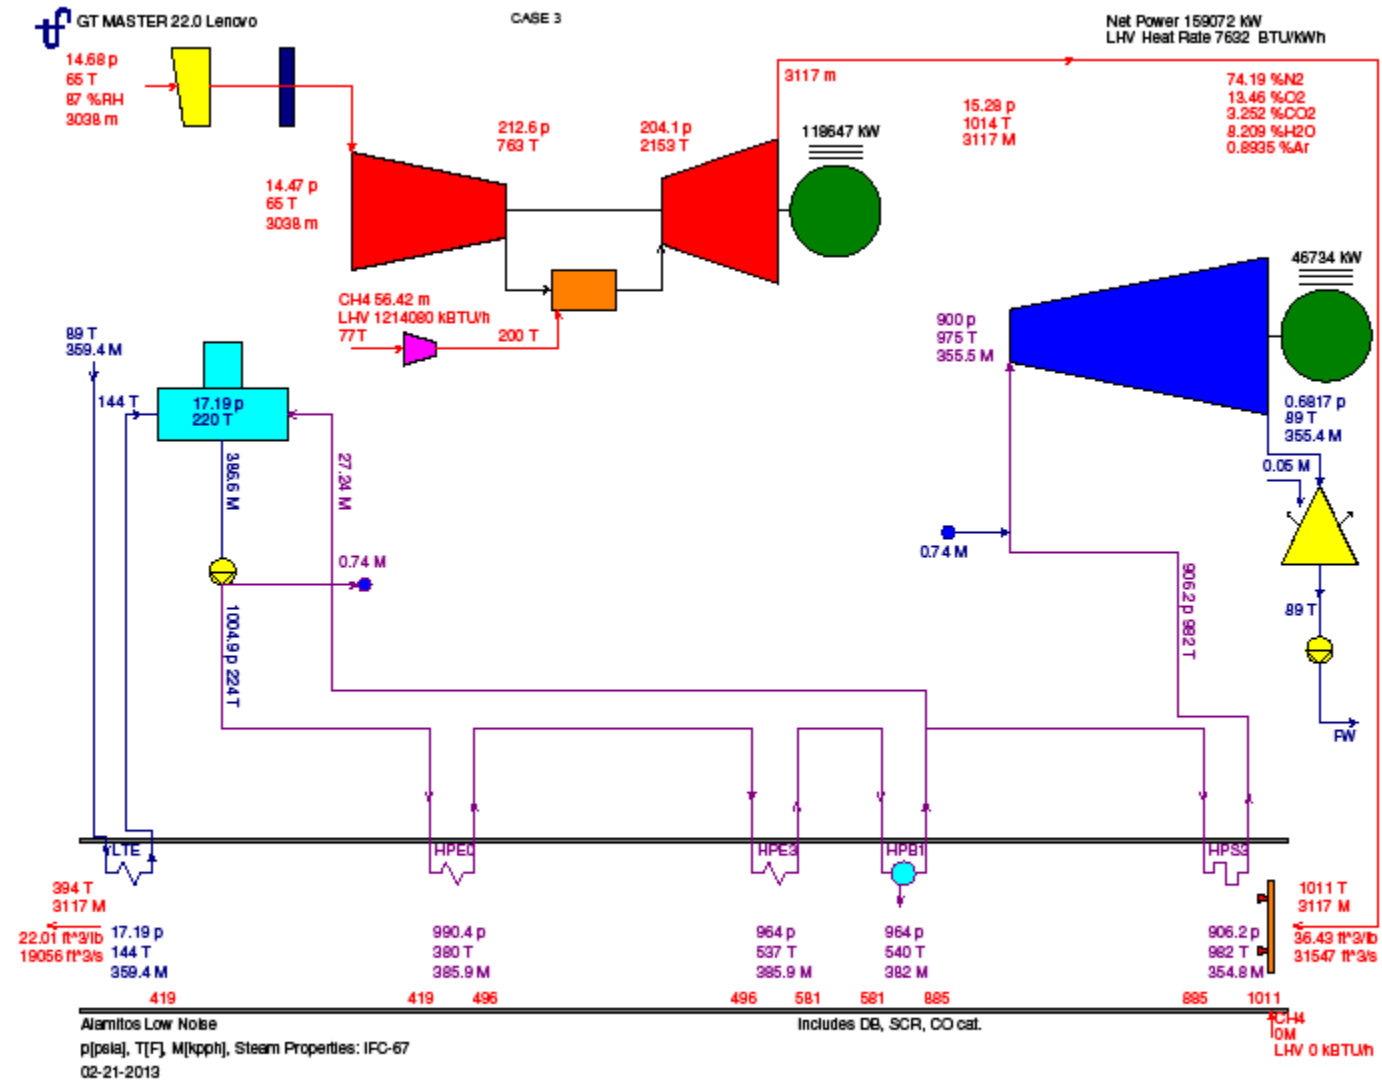 GT MASTER 22.0 Lenovo
CASE 3
Net Power 159072 kW
LHV Heat Rate 7632 BTU/kWh
14.68 p
65 T
87 %RH
3038 m
3117 m
74.19 %N2
13.46 %O2
3.252 %CO2
8.209 %H2O
0.8935 %Ar
15.28 p
1014 T
3117 M
212.6 p
763 T
204.1 p
2153 T
118647 kW
14.47 p
65 T
3038 m
46734 kW
CH4 56.42 m
LHV 1214080 kBTU/h
77T
200 T
900 p
975 T
355.5 M
89 T
359.4 M
144 T
17.19 p
220 T
0.6817 p
89 T
355.4 M
386.6 M
27.24 M
0.05 M
0.74 M
0.74 M
906.2 p 982 T
1004.9 p 224 T
89 T
FW
LTE
HPE0
HPE3
HPB1
HPS3
394 T
3117 M
22.01 ft^3/lb
19056 ft^3/s
17.19 p
144 T
359.4 M
990.4 p
380 T
385.9 M
964 p
537 T
385.9 M
964 p
540 T
382 M
906.2 p
982 T
354.8 M
1011 T
3117 M
36.43 ft^3/lb
31547 ft^3/s
419
419
496
496
581
581
885
885
1011
CH4
0M
LHV 0 kBTU/h
Alamitos Low Noise
Includes DB, SCR, CO cat.
p[psia], T[F], M[kpph], Steam Properties: IFC-67
02-21-2013